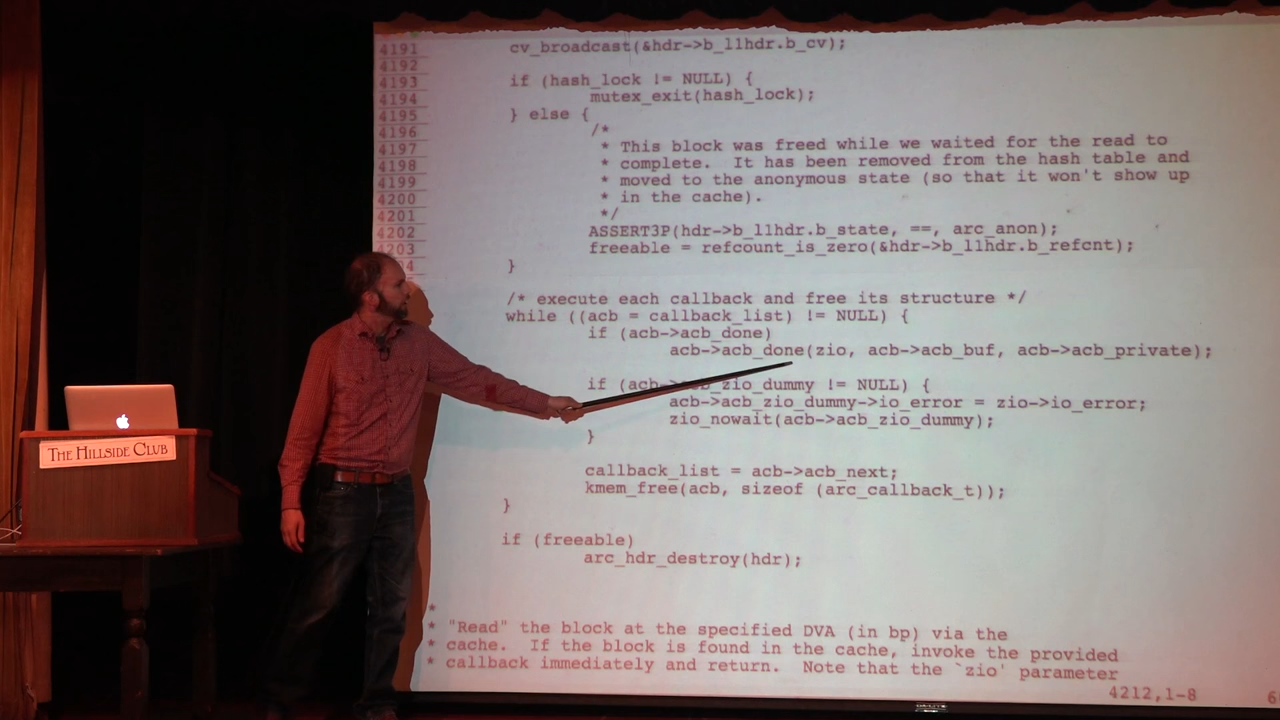 4191 cv_broadcast(&hdr->b_l1hdr.b_cv);
4192
4193 if (hash_lock != NULL) {
4194 mutex_exit(hash_lock);
4195 } else {
4196 /*
4197 * This block was freed while we waited for the read to
4198 * complete. It has been removed from the hash table and
4199 * moved to the anonymous state (so that it won't show up
4200 * in the cache).
4201 */
4202 ASSERT3P(hdr->b_l1hdr.b_state, ==, arc_anon);
4203 freeable = refcount_is_zero(&hdr->b_l1hdr.b_refcnt);
}
/* execute each callback and free its structure */
while ((acb = callback_list) != NULL) {
if (acb->acb_done)
acb->acb_done(zio, acb->acb_buf, acb->acb_private);
if (acb->acb_zio_dummy != NULL) {
acb->acb_zio_dummy->io_error = zio->io_error;
zio_nowait(acb->acb_zio_dummy);
}
callback_list = acb->acb_next;
kmem_free(acb, sizeof (arc_callback_t));
}
if (freeable)
arc_hdr_destroy(hdr);
*
* "Read" the block at the specified DVA (in bp) via the
* cache. If the block is found in the cache, invoke the provided
* callback immediately and return. Note that the `zio' parameter
4212,1-8 6
THE HILLSIDE CLUB